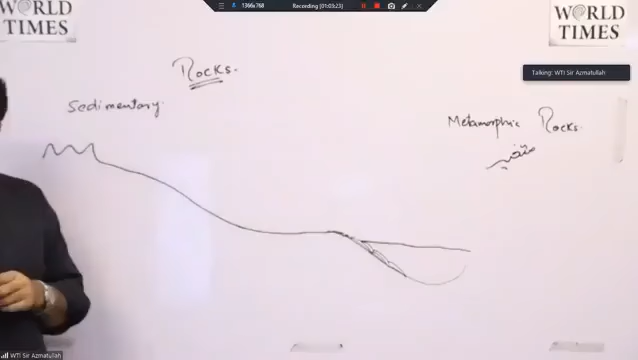 1366x768
Recording [01:03:23]
WORLD
TIMES
WORLD
TIMES
Talking: WTI Sir Azmatullah
Rocks.
Sedimentary.
Metamorphic Rocks.
WTI Sir Azmatullah